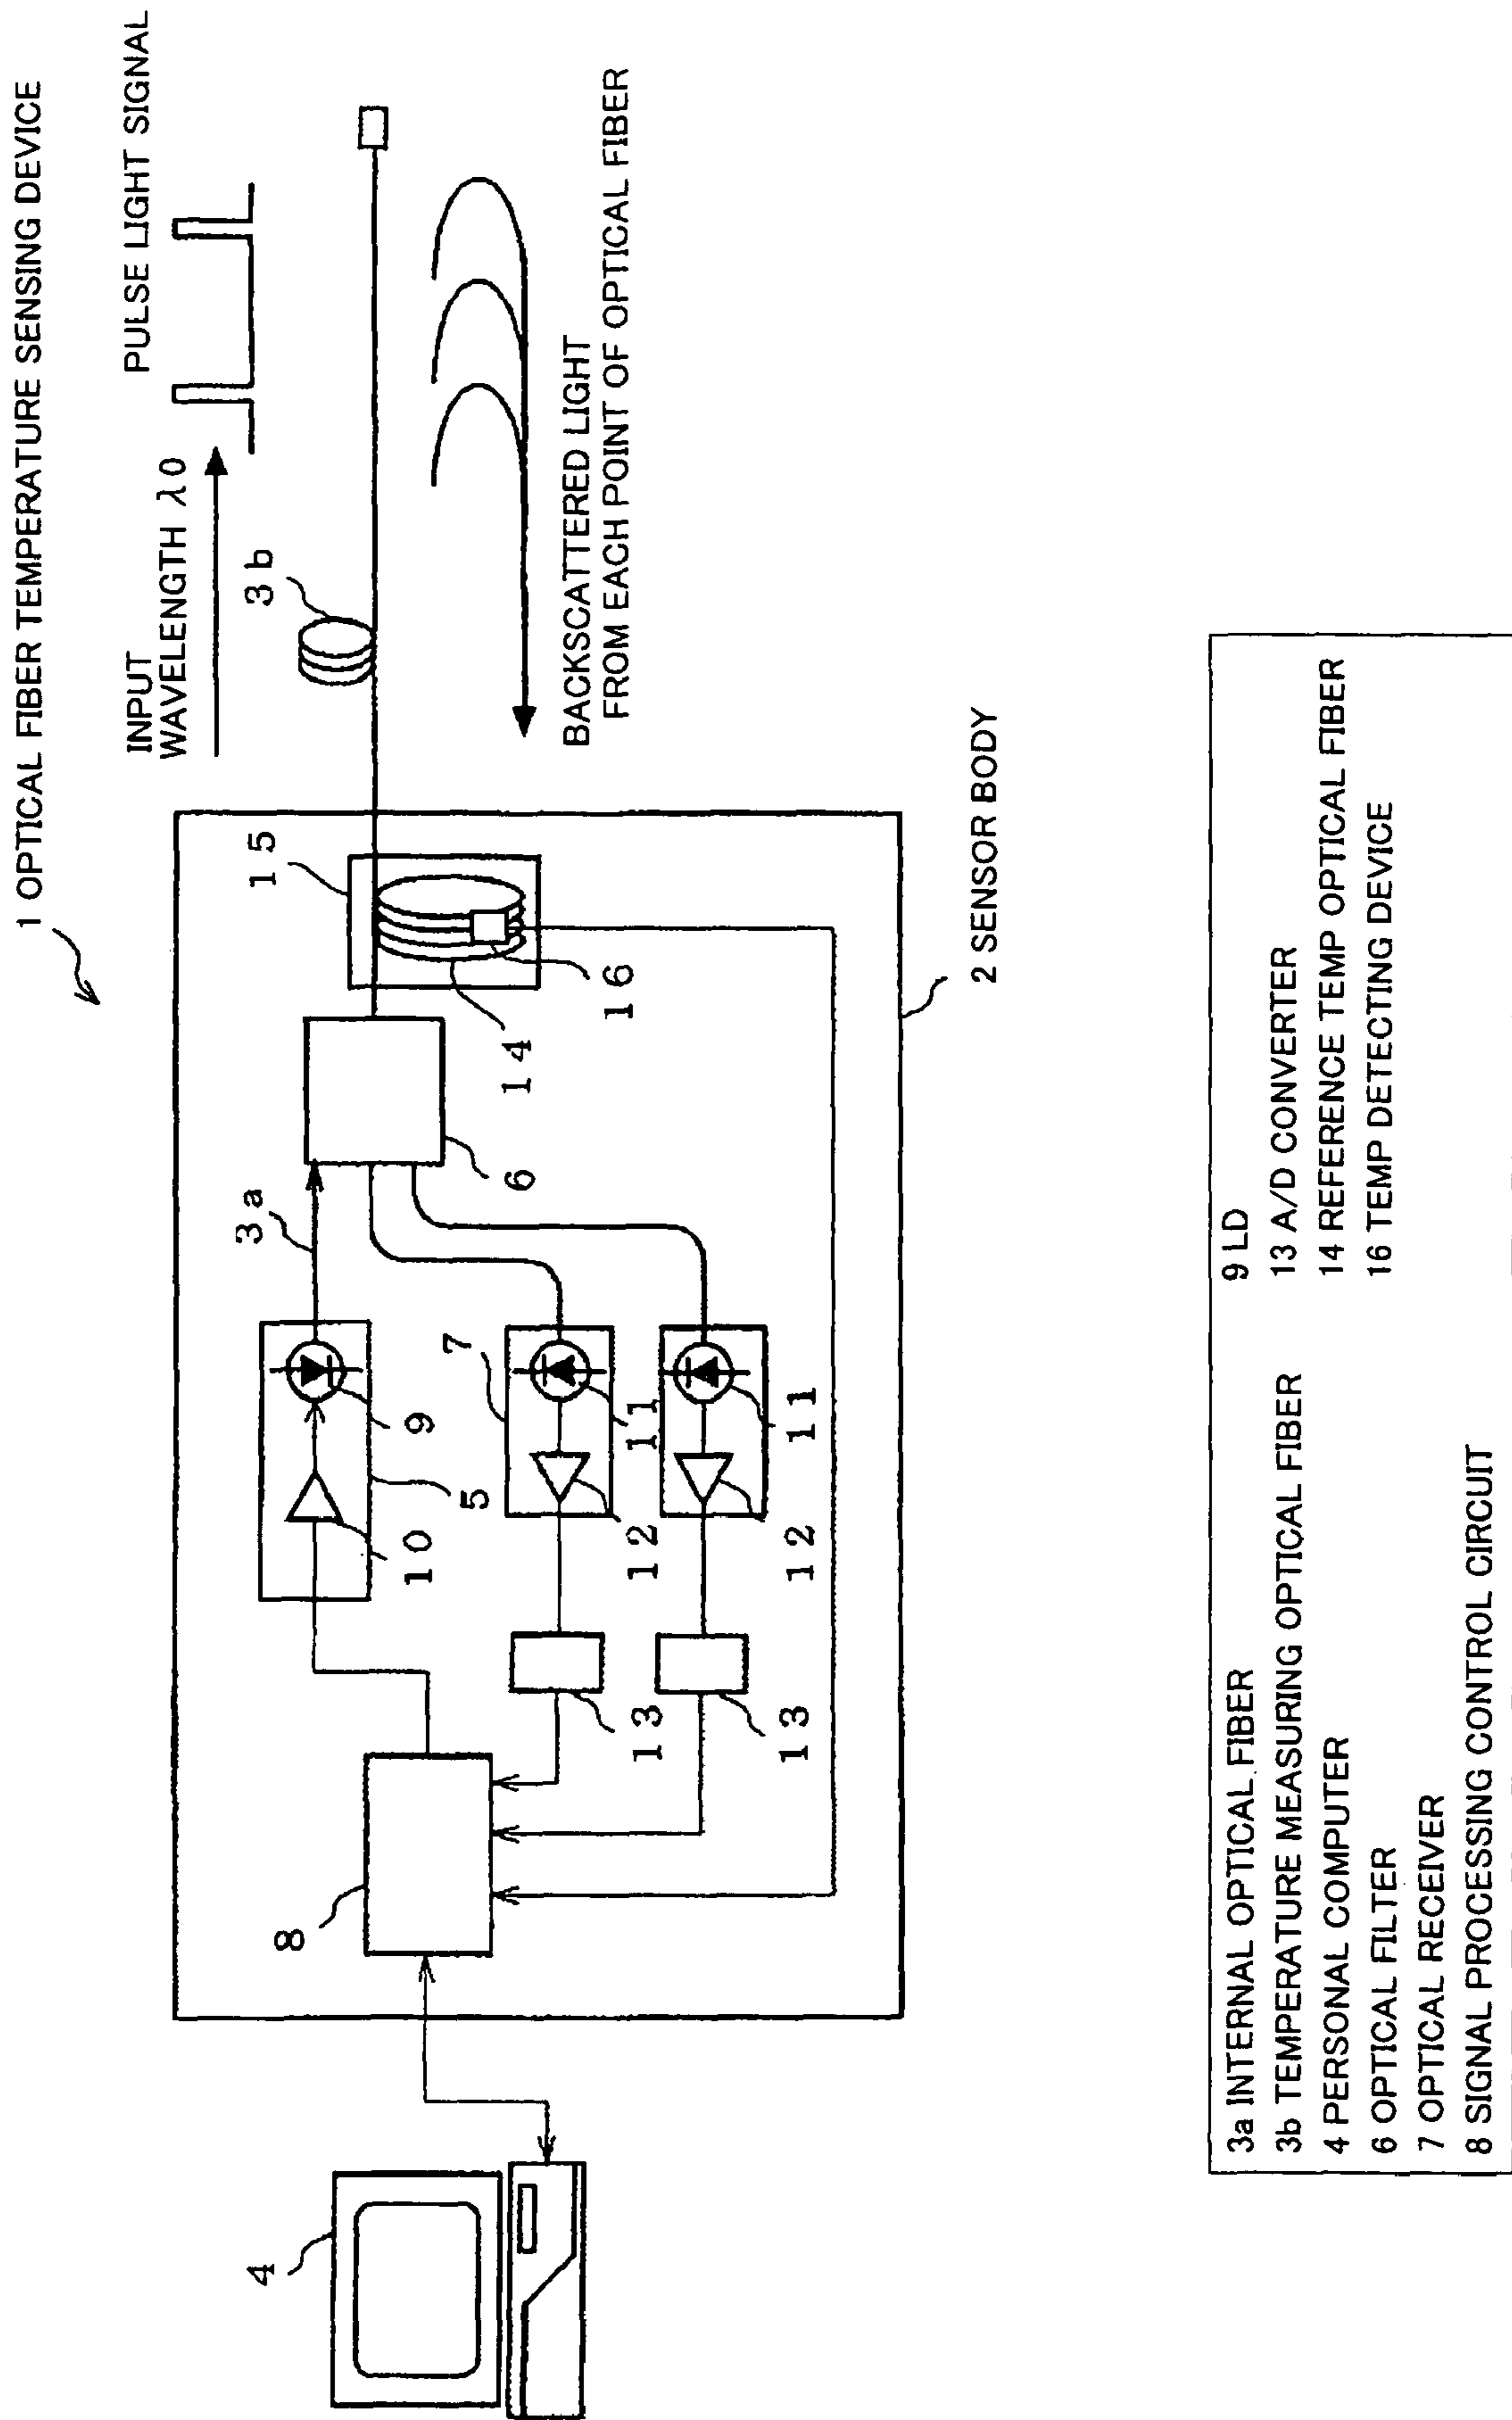 1 OPTICAL FIBER TEMPERATURE SENSING DEVICE
PULSE LIGHT SIGNAL
INPUT
WAVELENGTH λ0
3b
BACKSCATTERED LIGHT
FROM EACH POINT OF OPTICAL FIBER
15
14
16
3a
6
9
5
10
7
11
12
11
12
13
13
8
4
2 SENSOR BODY
3a INTERNAL OPTICAL FIBER
3b TEMPERATURE MEASURING OPTICAL FIBER
4 PERSONAL COMPUTER
6 OPTICAL FILTER
7 OPTICAL RECEIVER
8 SIGNAL PROCESSING CONTROL CIRCUIT
9 LD
13 A/D CONVERTER
14 REFERENCE TEMP OPTICAL FIBER
16 TEMP DETECTING DEVICE